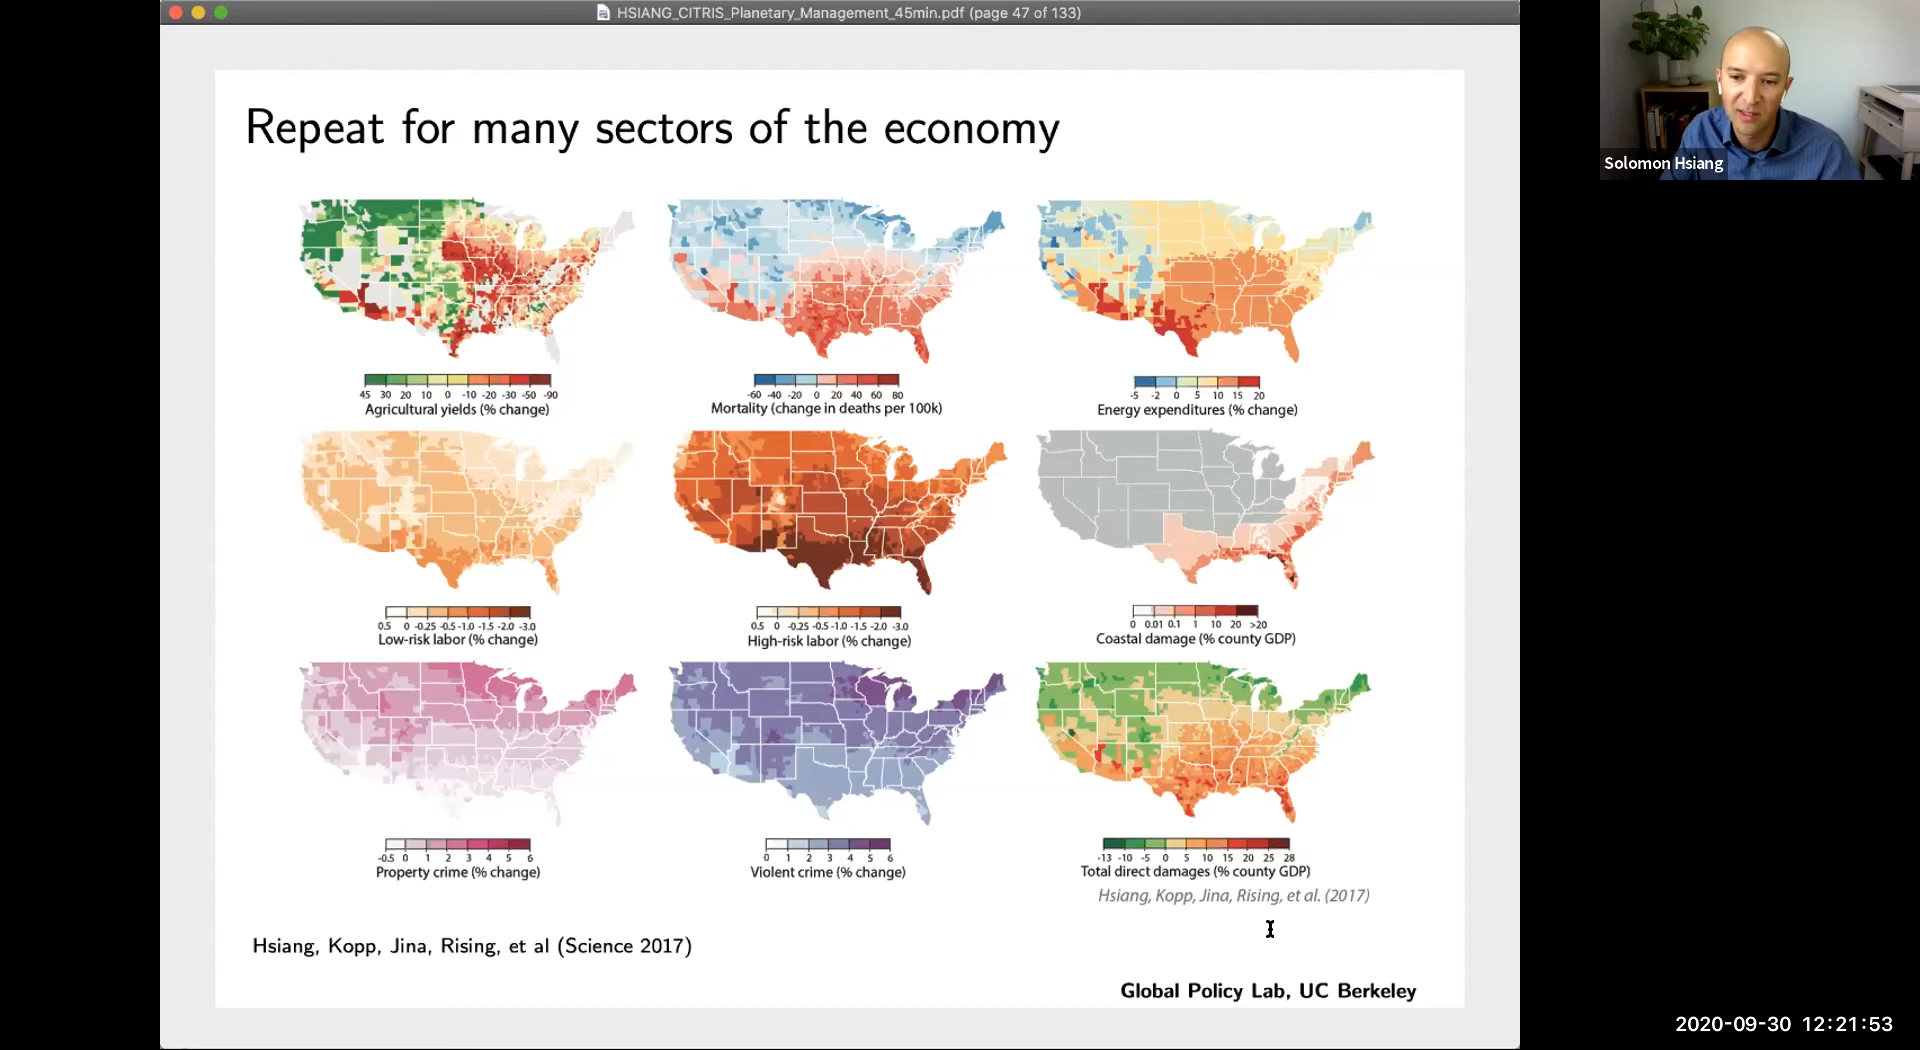 HSIANG_CITRIS_Planetary_Management_45min.pdf (page 47 of 133)
Solomon Hsiang
Repeat for many sectors of the economy
45 30 20 10 0 -10 -20 -30 -50 -90
Agricultural yields (% change)
-60 -40 -20 0 20 40 60 80
Mortality (change in deaths per 100k)
-5 -2 0 5 10 15 20
Energy expenditures (% change)
0.5 0 -0.25 -0.5 -1.0 -1.5 -2.0 -3.0
Low-risk labor (% change)
0.5 0 -0.25 -0.5 -1.0 -1.5 -2.0 -3.0
High-risk labor (% change)
0 0.01 0.1 1 10 20 >20
Coastal damage (% county GDP)
-0.5 0 1 2 3 4 5 6
Property crime (% change)
0 1 2 3 4 5 6
Violent crime (% change)
-13 -10 -5 0 5 10 15 20 25 28
Total direct damages (% county GDP)
Hsiang, Kopp, Jina, Rising, et al. (2017)
Hsiang, Kopp, Jina, Rising, et al (Science 2017)
Global Policy Lab, UC Berkeley
2020-09-30 12:21:53